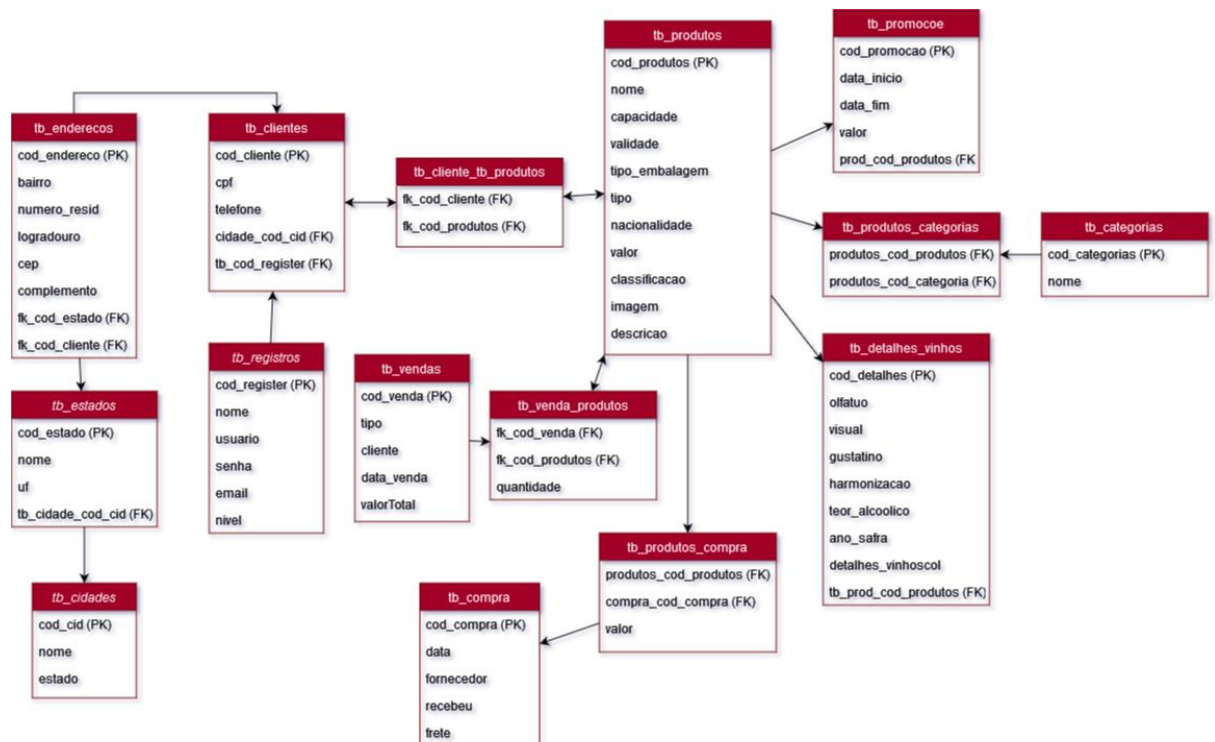 tb_enderecos
cod_endereco (PK)
bairro
numero_resid
logradouro
cep
complemento
fk_cod_estado (FK)
fk_cod_cliente (FK)
tb_estados
cod_estado (PK)
nome
uf
tb_cidade_cod_cid (FK)
tb_cidades
cod_cid (PK)
nome
estado
tb_clientes
cod_cliente (PK)
cpf
telefone
cidade_cod_cid (FK)
tb_cod_register (FK)
tb_registros
cod_register (PK)
nome
usuario
senha
email
nivel
tb_cliente_tb_produtos
fk_cod_cliente (FK)
fk_cod_produtos (FK)
tb_vendas
cod_venda (PK)
tipo
cliente
data_venda
valorTotal
tb_venda_produtos
fk_cod_venda (FK)
fk_cod_produtos (FK)
quantidade
tb_compra
cod_compra (PK)
data
fornecedor
recebeu
frete
tb_produtos
cod_produtos (PK)
nome
capacidade
validade
tipo_embalagem
tipo
nacionalidade
valor
classificacao
imagem
descricao
tb_produtos_compra
produtos_cod_produtos (FK)
compra_cod_compra (FK)
valor
tb_promocoe
cod_promocao (PK)
data_inicio
data_fim
valor
prod_cod_produtos (FK
tb_produtos_categorias
produtos_cod_produtos (FK)
produtos_cod_categoria (FK)
tb_categorias
cod_categorias (PK)
nome
tb_detalhes_vinhos
cod_detalhes (PK)
olfatuo
visual
gustatino
harmonizacao
teor_alcoolico
ano_safra
detalhes_vinhoscol
tb_prod_cod_produtos (FK)